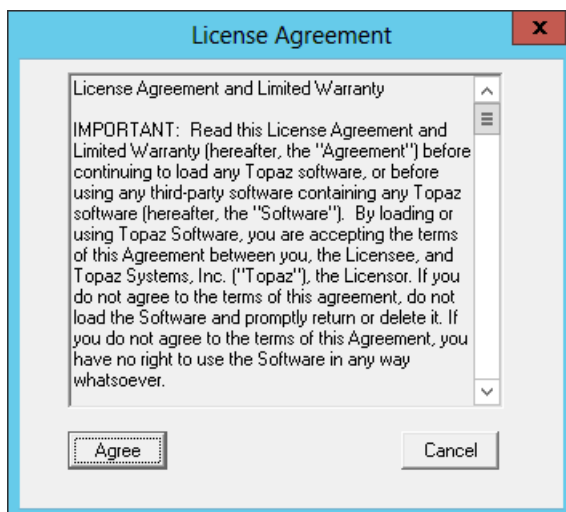 License Agreement
x
License Agreement and Limited Warranty
IMPORTANT:  Read this License Agreement and
Limited Warranty (hereafter, the "Agreement") before
continuing to load any Topaz software, or before
using any third-party software containing any Topaz
software (hereafter, the "Software").  By loading or
using Topaz Software, you are accepting the terms
of this Agreement between you, the Licensee, and
Topaz Systems, Inc. ("Topaz"), the Licensor. If you
do not agree to the terms of this agreement, do not
load the Software and promptly return or delete it. If
you do not agree to the terms of this Agreement, you
have no right to use the Software in any way
whatsoever.
Agree
Cancel